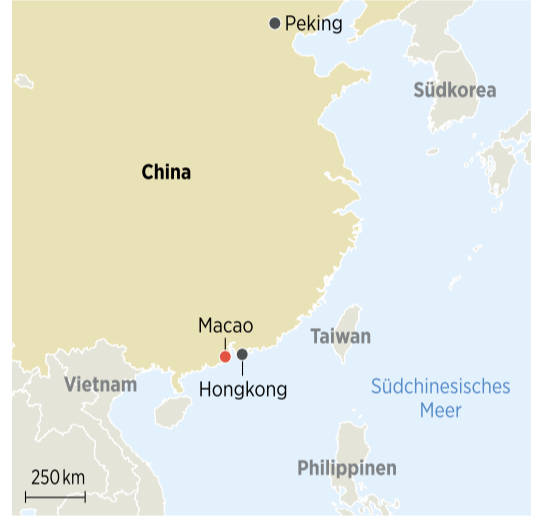 Peking
Südkorea
China
Macao
Taiwan
Vietnam
Hongkong
Südchinesisches
Meer
Philippinen
250 km